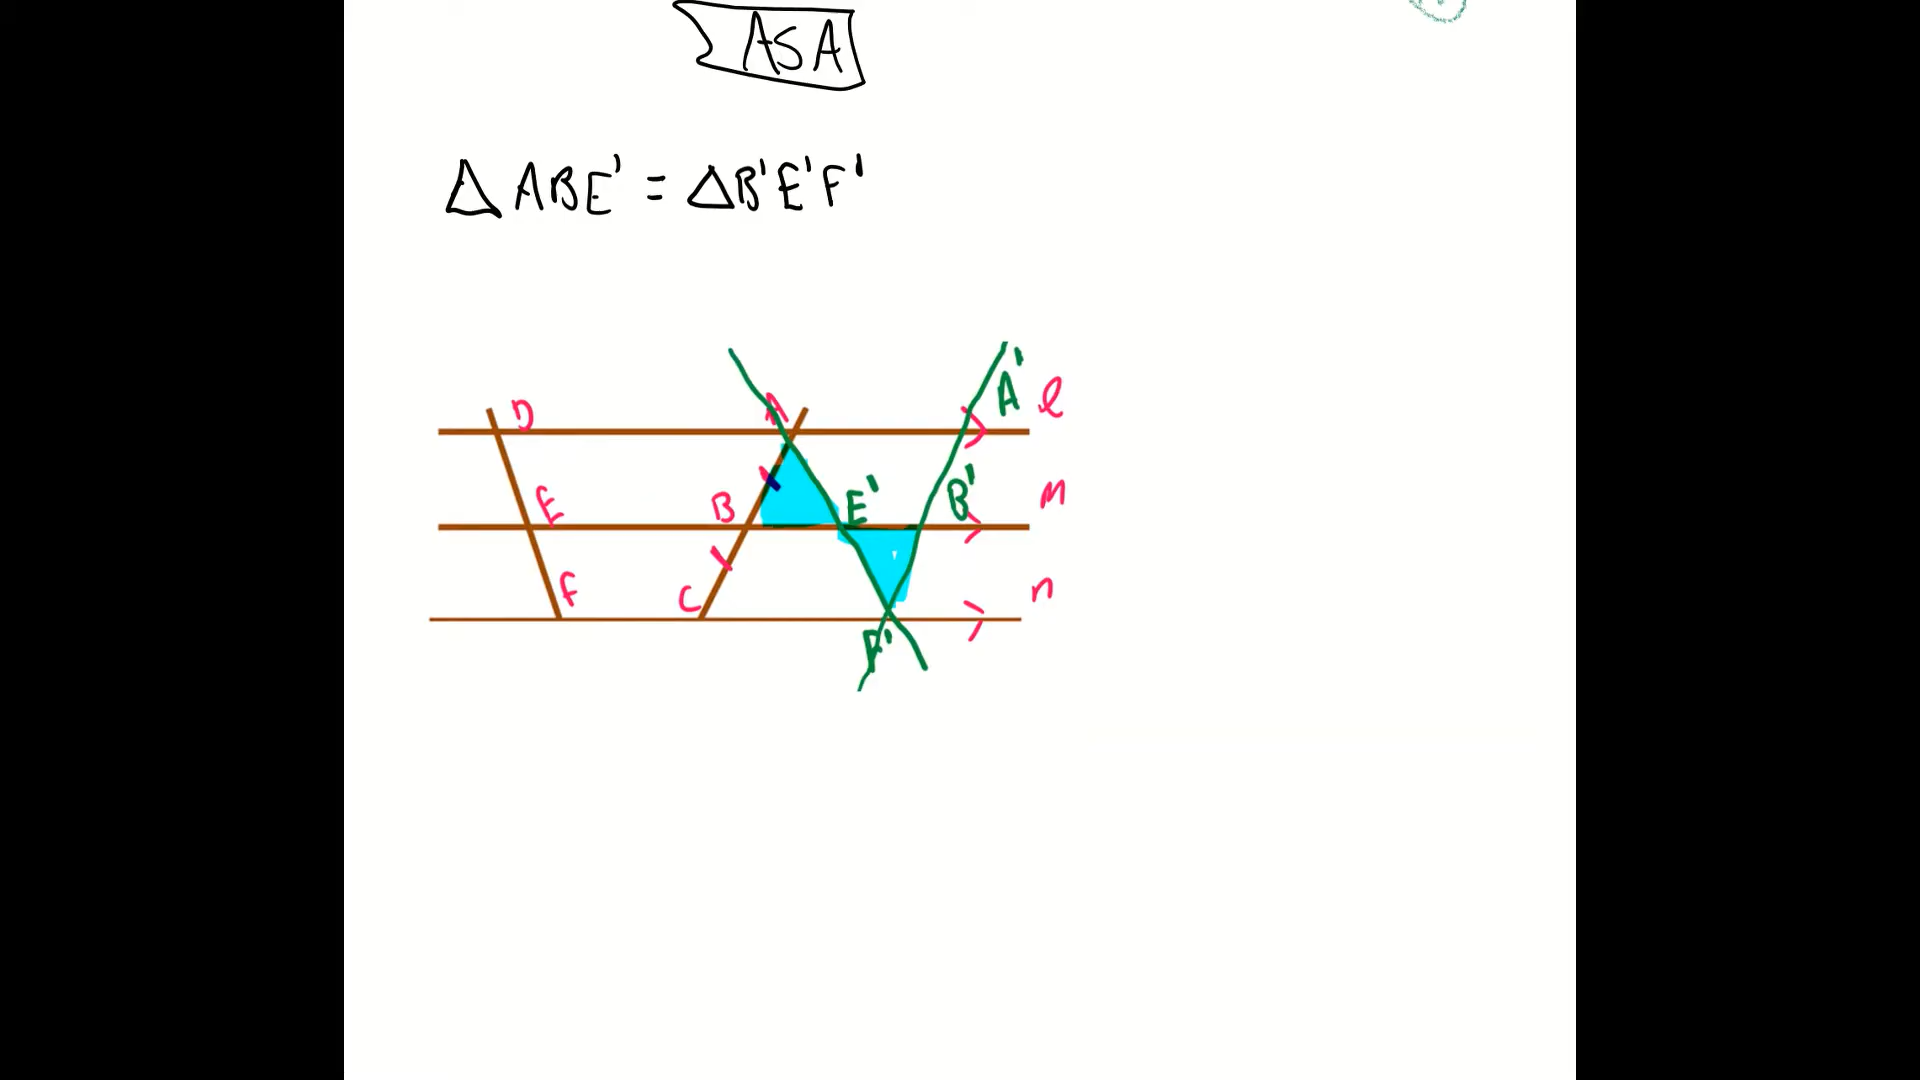 ASA
△ABE' = △B'E'F'
A'
D A l
E B E' B' m
F C n
F'